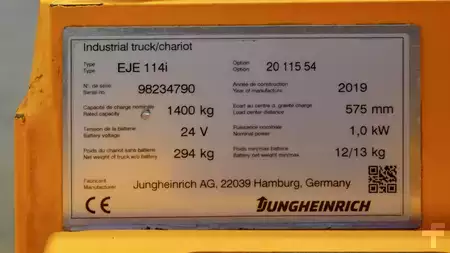 Industrial truck/chariot
Type
Type
EJE 114i
Option
Option
20 115 54
N°. de série
Serial no.
98234790
Année de construction
Year of manufacture
2019
Capacité de charge nominale
Rated capacity
1400 kg
Ecart au centre d. gravité charge
Load center distance
575 mm
Tension de la batterie
Battery voltage
24 V
Puissance nominale
Nominal power
1,0 kW
Poids du chariot sans batterie
Net weight of truck w/o battery
294 kg
Poids min/max batterie
Battery net weight min/max
12/13 kg
Fabricant
Manufacturer
Jungheinrich AG, 22039 Hamburg, Germany
CE
JUNGHEINRICH